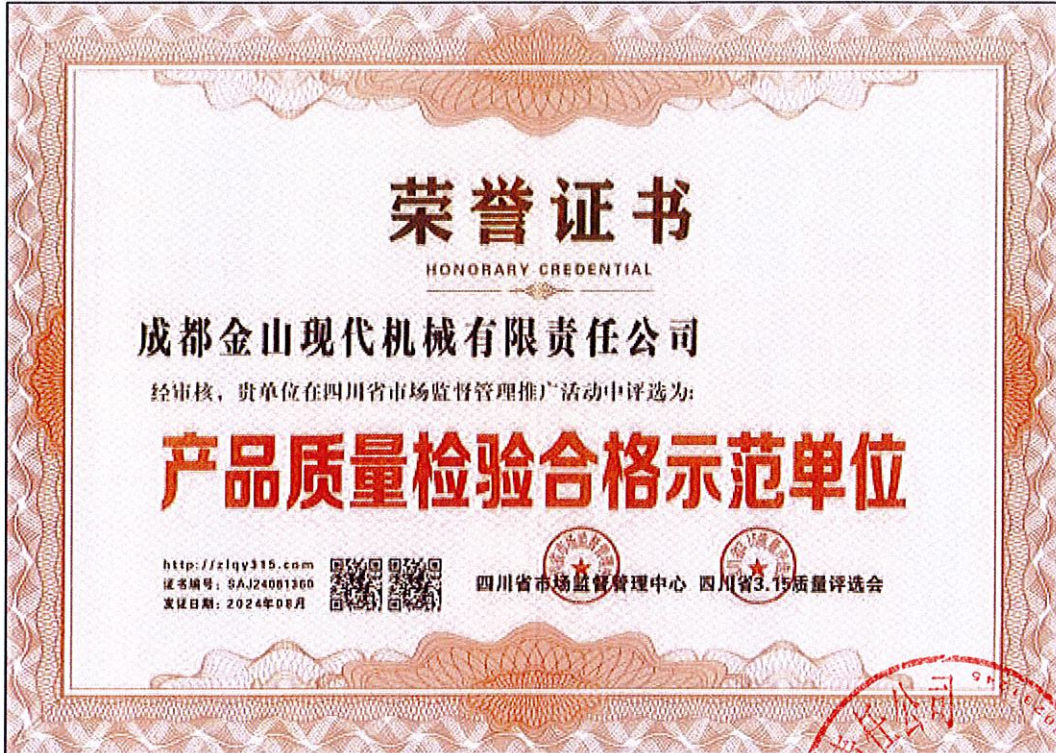 荣誉证书
HONORARY CREDENTIAL
成都金山现代机械有限责任公司
经审核，贵单位在四川省市场监督管理推广活动中评选为:
产品质量检验合格示范单位
http://zlqy315.com
证书编号: SAJ24081360
发证日期: 2024年08月
四川省市场监督管理中心 四川省3.15质量评选会
任公司